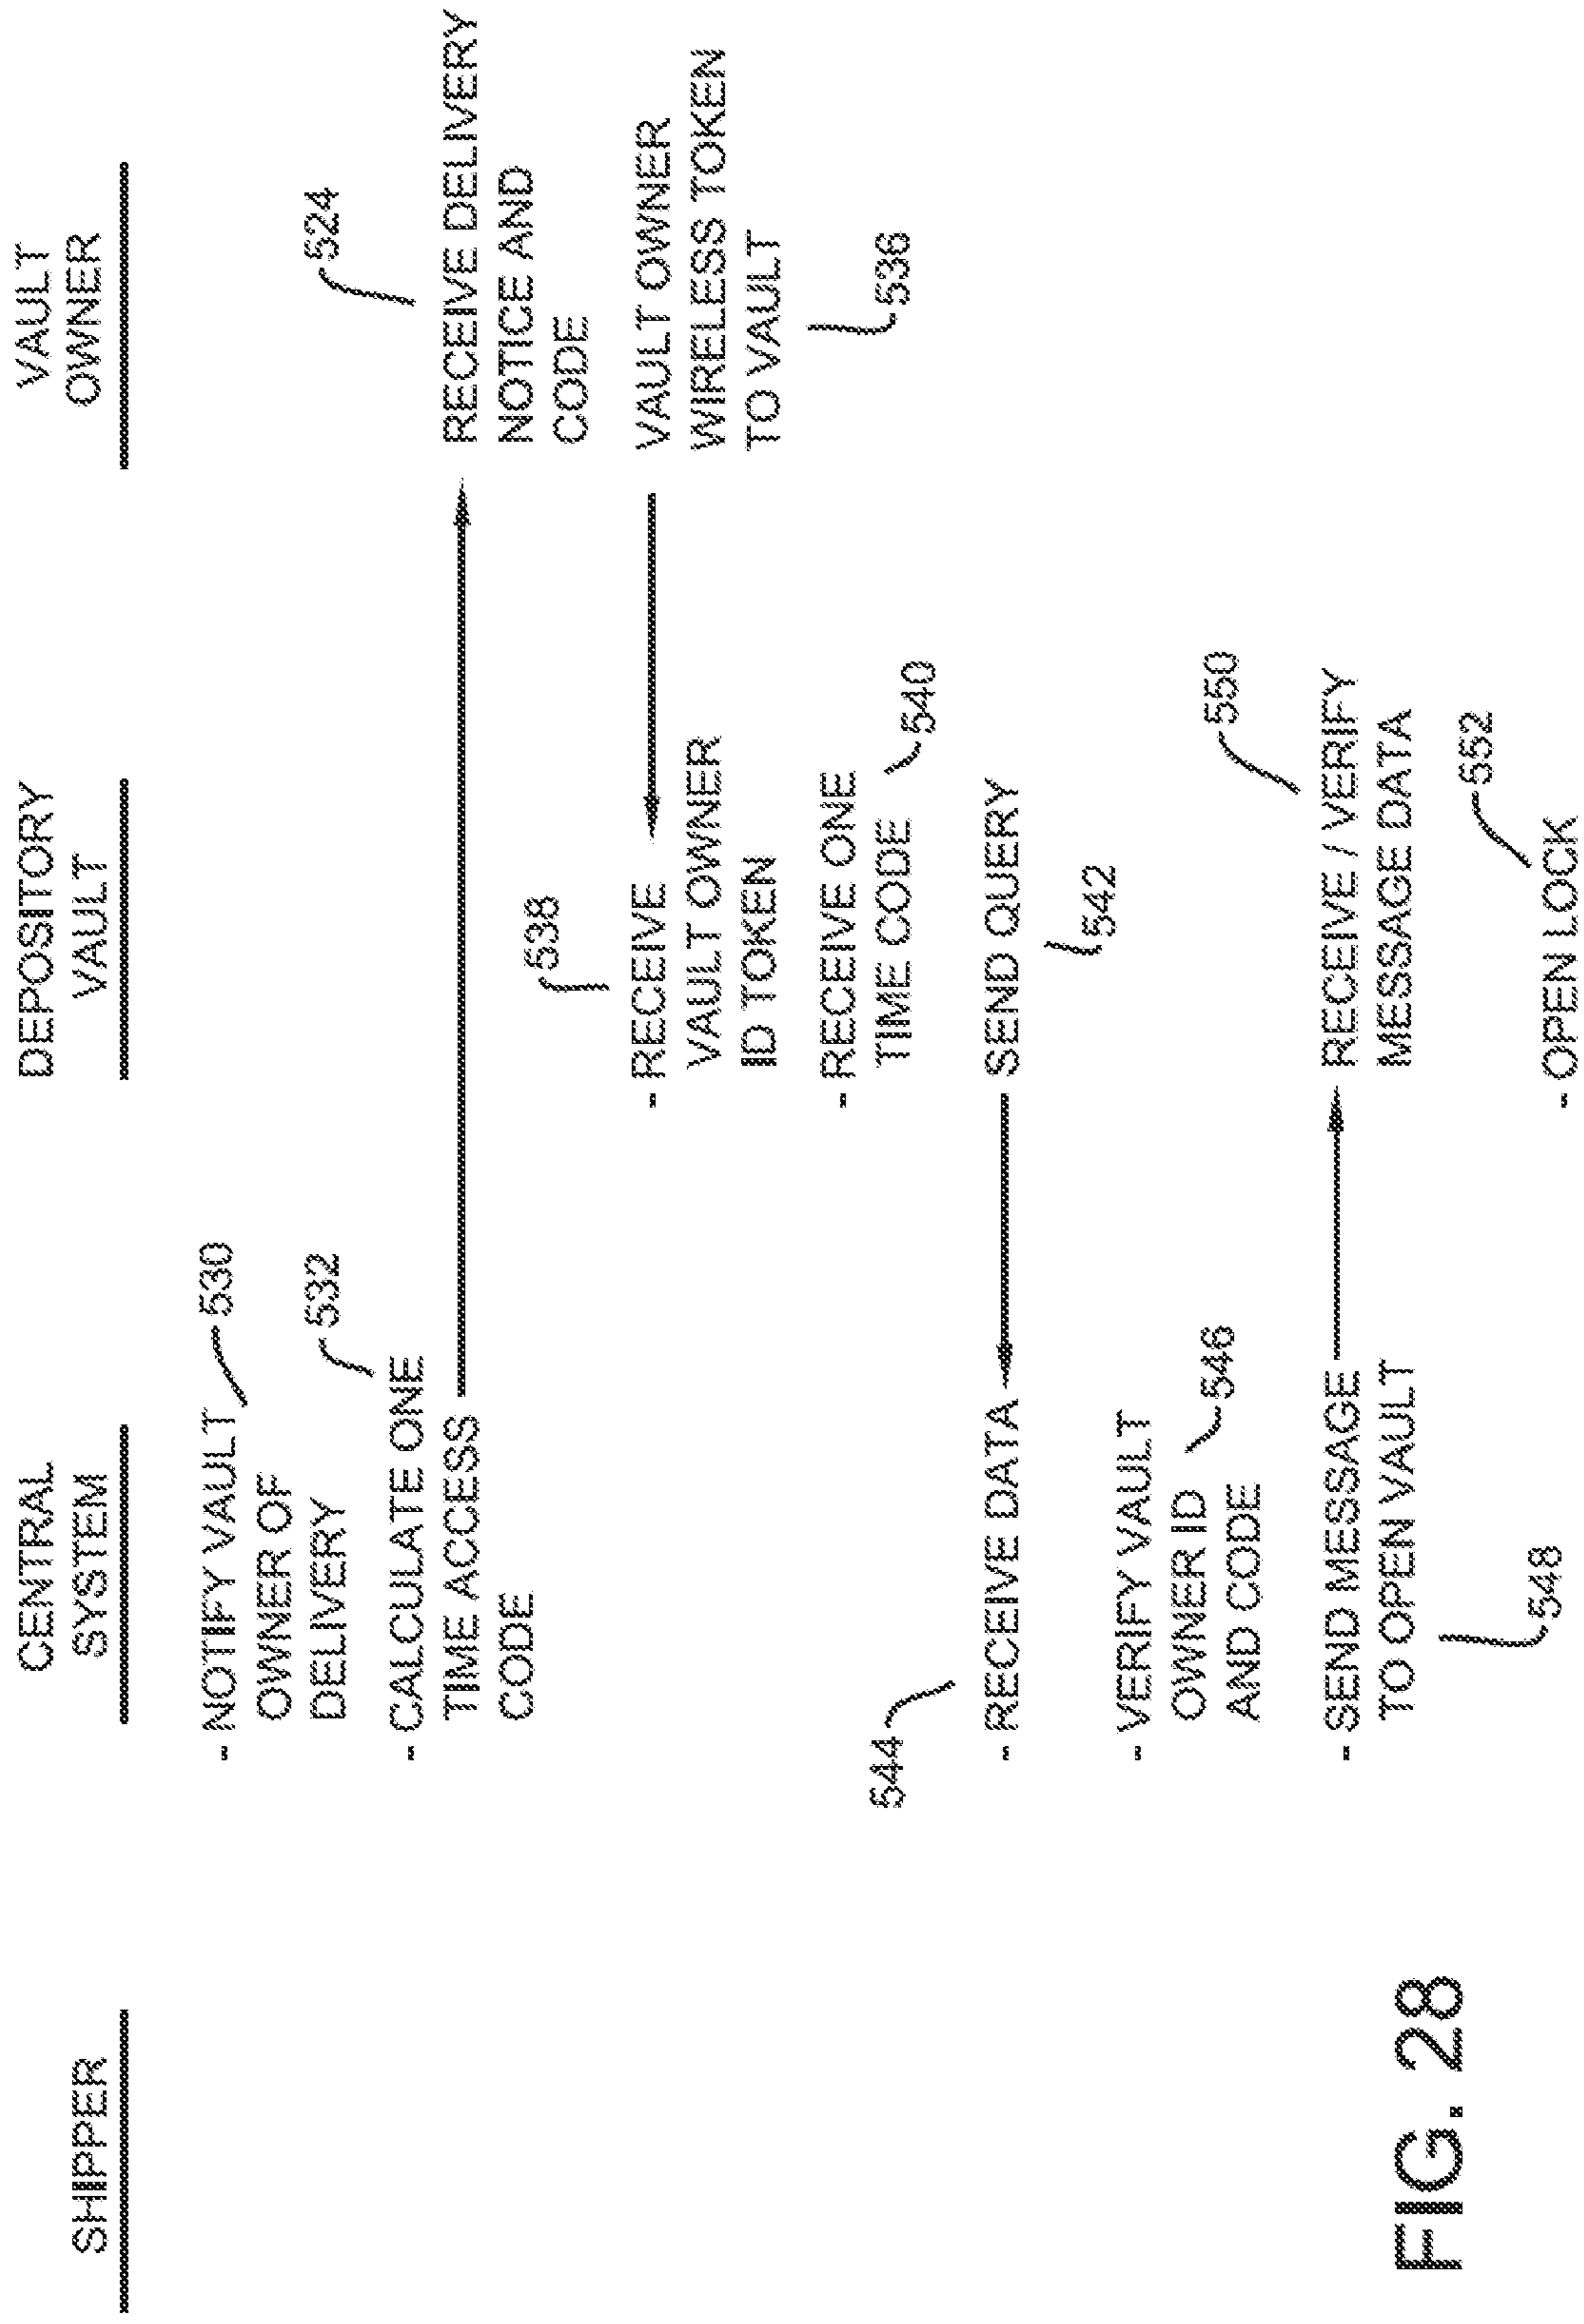 SHIPPER
CENTRAL
SYSTEM
DEPOSITORY
VAULT
VAULT
OWNER
- NOTIFY VAULT
OWNER OF
DELIVERY
530
- CALCULATE ONE
TIME ACCESS
CODE
532
524
RECEIVE DELIVERY
NOTICE AND
CODE
VAULT OWNER
WIRELESS TOKEN
TO VAULT
536
538
- RECEIVE
VAULT OWNER
ID TOKEN
- RECEIVE ONE
TIME CODE
540
- SEND QUERY
542
544
- RECEIVE DATA
- VERIFY VAULT
OWNER ID
AND CODE
546
- SEND MESSAGE
TO OPEN VAULT
548
550
- RECEIVE / VERIFY
MESSAGE DATA
552
- OPEN LOCK
FIG. 28